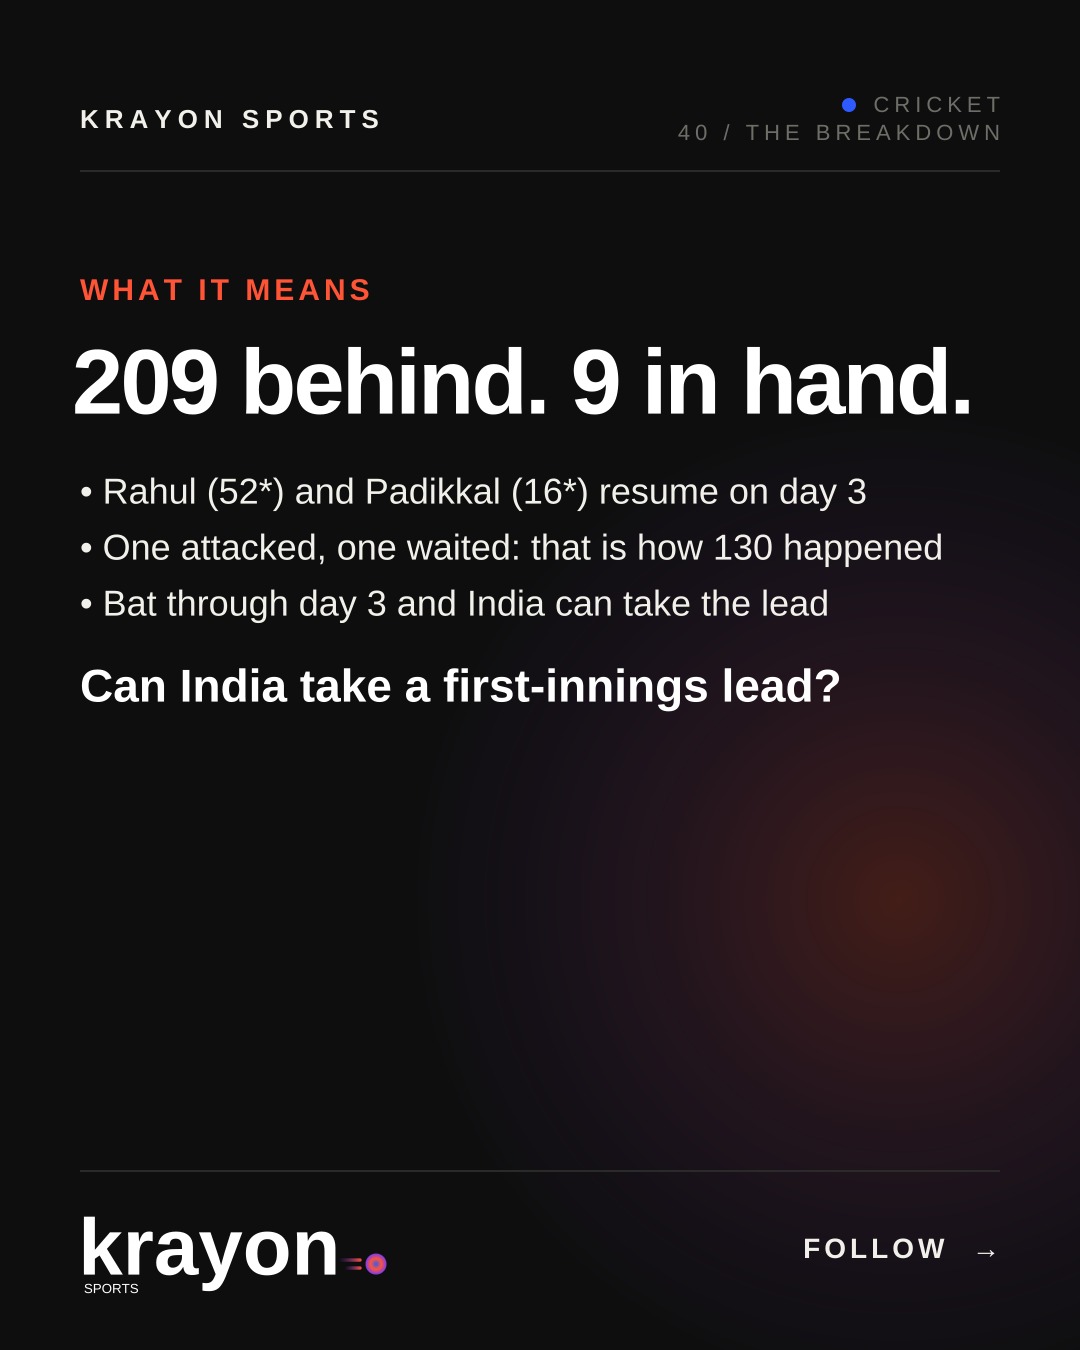 KRAYON SPORTS
CRICKET
40 / THE BREAKDOWN
WHAT IT MEANS
209 behind. 9 in hand.
• Rahul (52*) and Padikkal (16*) resume on day 3
• One attacked, one waited: that is how 130 happened
• Bat through day 3 and India can take the lead
Can India take a first-innings lead?
krayon
SPORTS
FOLLOW →